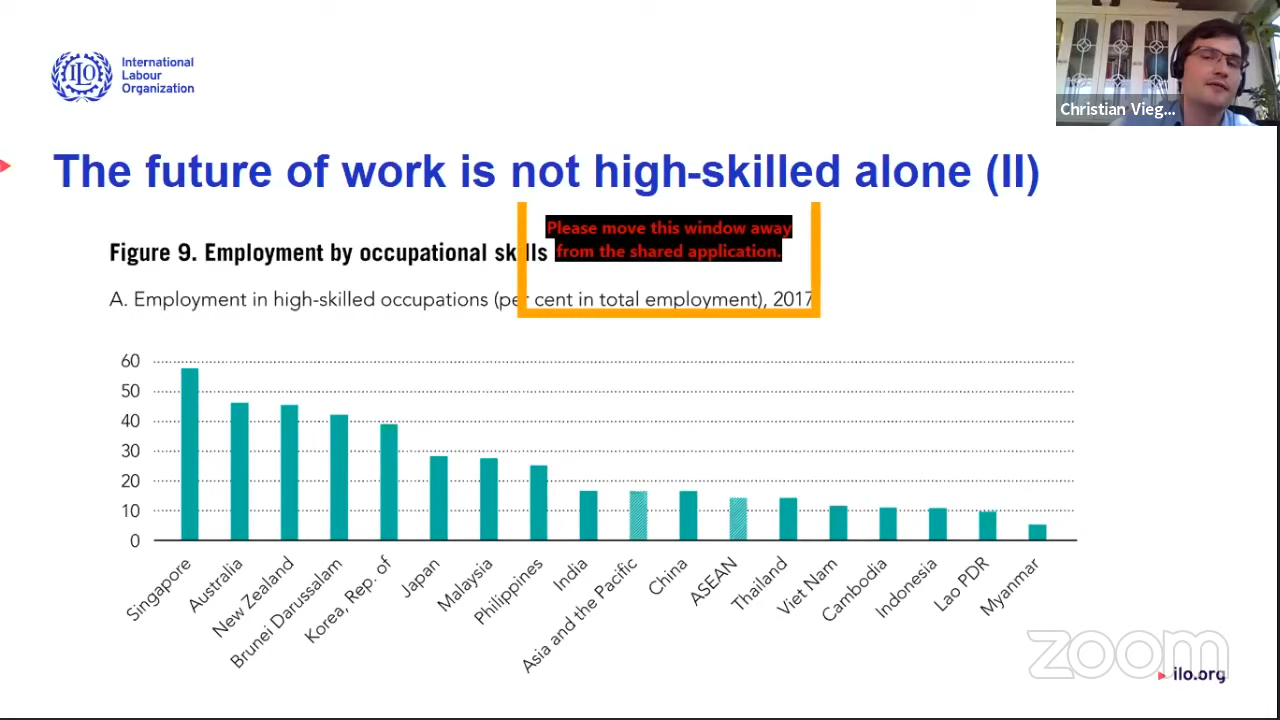 International
Labour
Organization
ILO
Christian Vieg...
The future of work is not high-skilled alone (II)
Please move this window away
from the shared application.
Figure 9. Employment by occupational skills
A. Employment in high-skilled occupations (per cent in total employment), 2017
60
50
40
30
20
10
0
Singapore
Australia
New Zealand
Brunei Darussalam
Korea, Rep. of
Japan
Malaysia
Philippines
India
Asia and the Pacific
China
ASEAN
Thailand
Viet Nam
Cambodia
Indonesia
Lao PDR
Myanmar
zoom
ilo.org